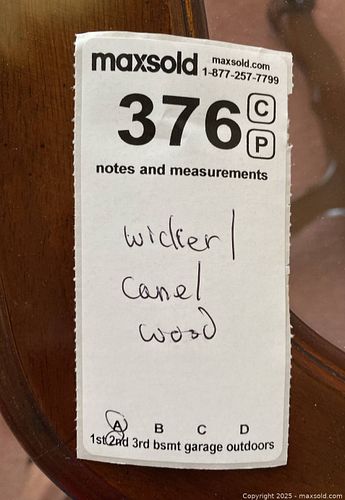 maxsold maxsold.com
1-877-257-7799
376 C
P
notes and measurements
wicker/
cane/
wood
A B C D
1st 2nd 3rd bsmt garage outdoors
Copyright 2025 - maxsold.com